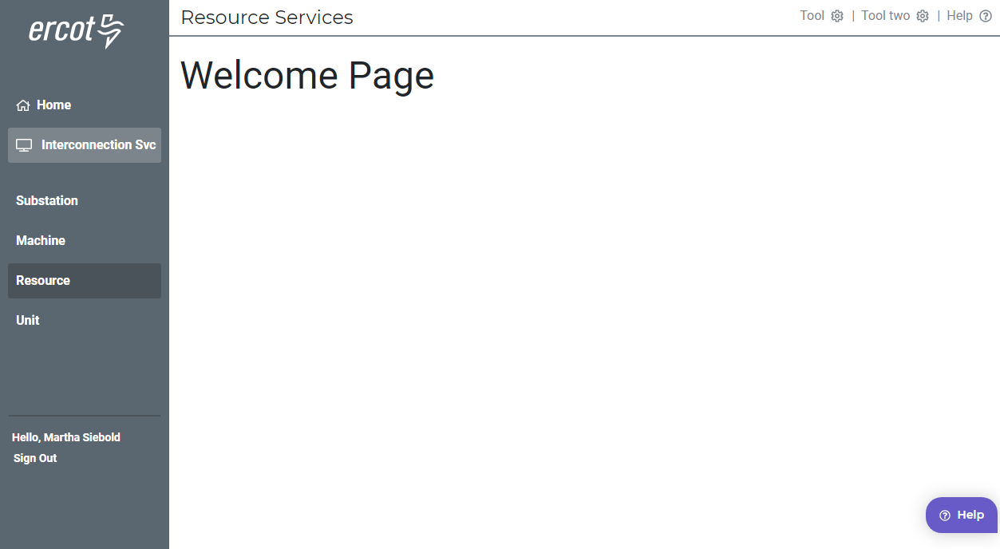 ercot
Home
Interconnection Svc
Substation
Machine
Resource
Unit
Hello, Martha Siebold
Sign Out
Resource Services
Tool | Tool two | Help
Welcome Page
Help